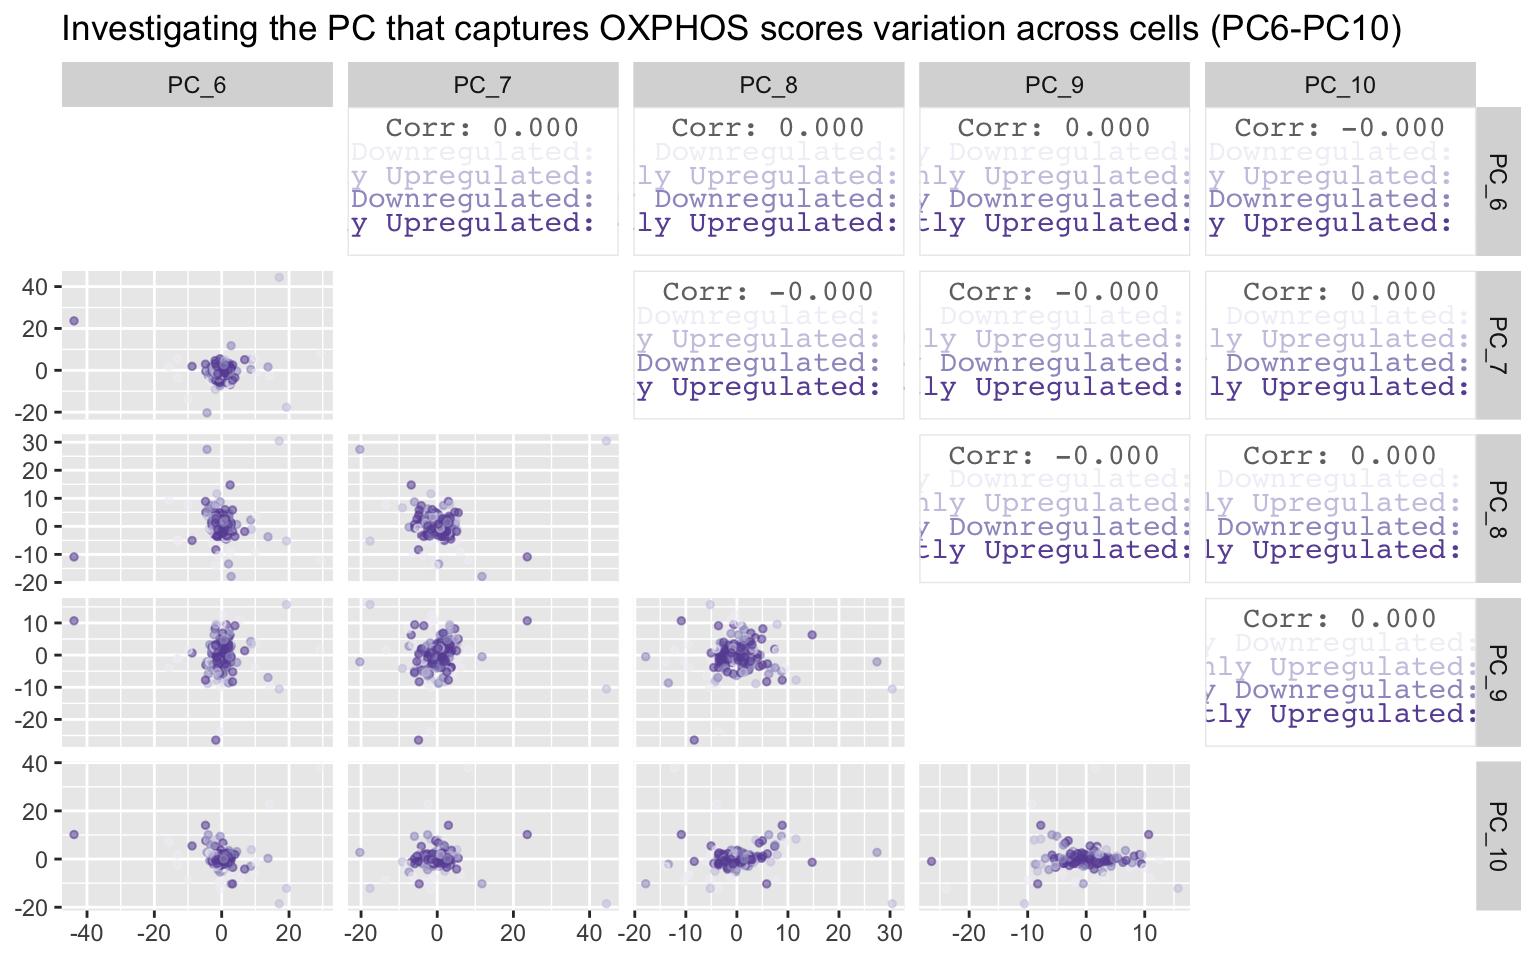 Investigating the PC that captures OXPHOS scores variation across cells (PC6-PC10)
PC_6 PC_7 PC_8 PC_9 PC_10
Corr: 0.000 Corr: 0.000 Corr: 0.000 Corr: -0.000
Downregulated: Downregulated: y Downregulated: Downregulated:
y Upregulated: ly Upregulated: hly Upregulated: y Upregulated:
Downregulated: Downregulated: y Downregulated: Downregulated:
y Upregulated: tly Upregulated: tly Upregulated: y Upregulated:
PC_6
40
20
0
-20
Corr: -0.000 Corr: -0.000 Corr: 0.000
Downregulated: Downregulated: Downregulated:
y Upregulated: ly Upregulated: ly Upregulated:
Downregulated: Downregulated: Downregulated:
y Upregulated: tly Upregulated: ly Upregulated:
PC_7
30
20
10
0
-10
-20
Corr: -0.000 Corr: 0.000
y Downregulated: Downregulated:
hly Upregulated: ly Upregulated:
y Downregulated: Downregulated:
tly Upregulated: ly Upregulated:
PC_8
10
0
-10
-20
Corr: 0.000
y Downregulated:
hly Upregulated:
y Downregulated:
tly Upregulated:
PC_9
40
20
0
-20
PC_10
-40 -20 0 20 -20 0 20 40 -20 -10 0 10 20 30 -20 -10 0 10